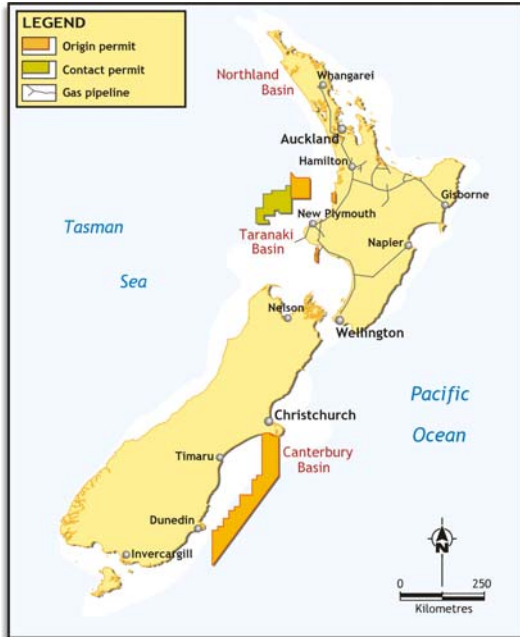 LEGEND
Origin permit
Contact permit
Gas pipeline
Northland
Basin
Whangarei
Auckland
Hamilton
Gisborne
New Plymouth
Taranaki
Basin
Napier
Tasman
Sea
Nelson
Wellington
Pacific
Ocean
Christchurch
Canterbury
Basin
Timaru
Dunedin
Invercargill
N
0 250
Kilometres